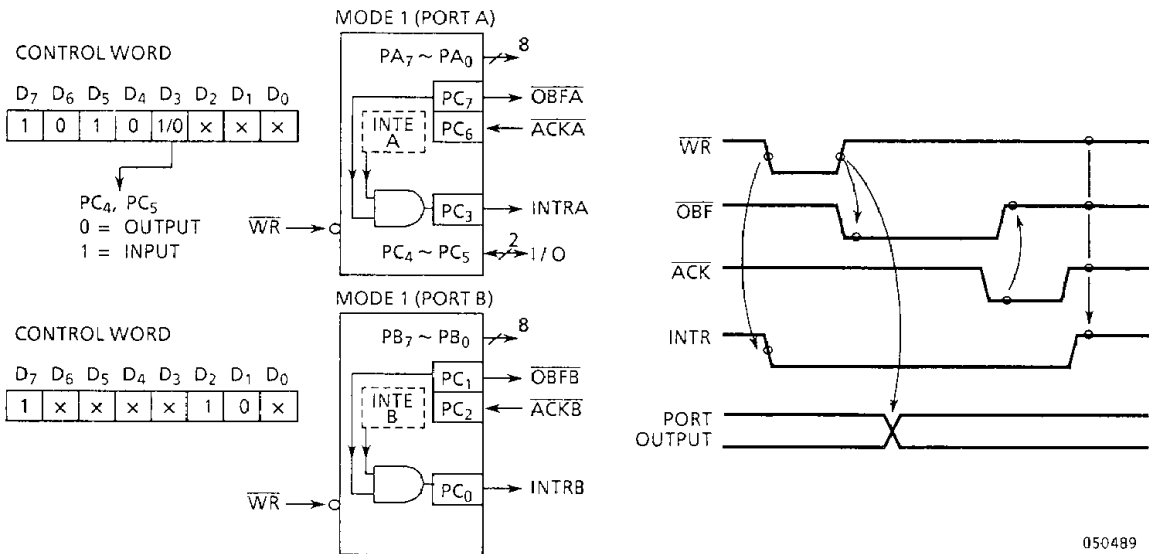 MODE 1 (PORT A)
CONTROL WORD
D7 D6 D5 D4 D3 D2 D1 D0
1 0 1 0 1/0 × × ×
PC4, PC5
0 = OUTPUT
1 = INPUT
PA7 ~ PA0 8
PC7 OBFA
INTE A
PC6 ACKA
PC3 INTRA
WR
PC4 ~ PC5 2 I/O
MODE 1 (PORT B)
CONTROL WORD
D7 D6 D5 D4 D3 D2 D1 D0
1 × × × × 1 0 ×
PB7 ~ PB0 8
PC1 OBFB
INTE B
PC2 ACKB
PC0 INTRB
WR
WR
OBF
ACK
INTR
PORT
OUTPUT
050489